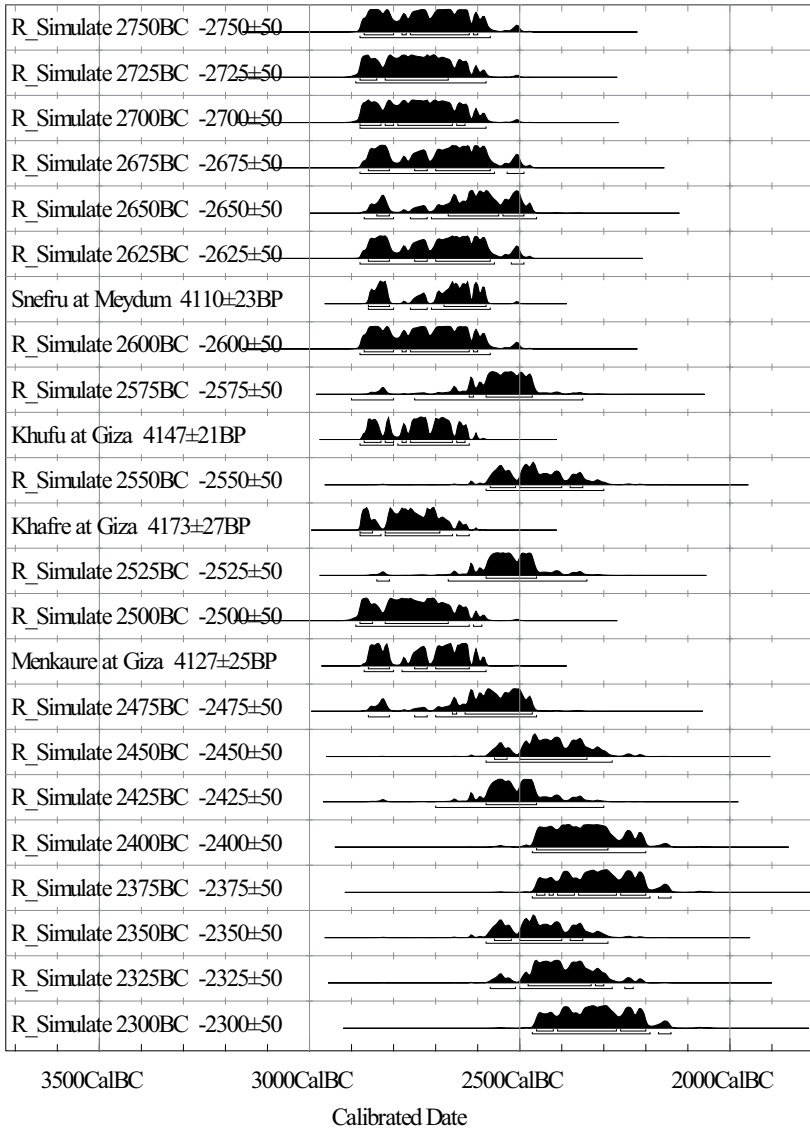 R_Simulate 2750BC -2750±50
R_Simulate 2725BC -2725±50
R_Simulate 2700BC -2700±50
R_Simulate 2675BC -2675±50
R_Simulate 2650BC -2650±50
R_Simulate 2625BC -2625±50
Snefru at Meydum 4110±23BP
R_Simulate 2600BC -2600±50
R_Simulate 2575BC -2575±50
Khufu at Giza 4147±21BP
R_Simulate 2550BC -2550±50
Khafre at Giza 4173±27BP
R_Simulate 2525BC -2525±50
R_Simulate 2500BC -2500±50
Menkaure at Giza 4127±25BP
R_Simulate 2475BC -2475±50
R_Simulate 2450BC -2450±50
R_Simulate 2425BC -2425±50
R_Simulate 2400BC -2400±50
R_Simulate 2375BC -2375±50
R_Simulate 2350BC -2350±50
R_Simulate 2325BC -2325±50
R_Simulate 2300BC -2300±50
3500CalBC 3000CalBC 2500CalBC 2000CalBC
Calibrated Date